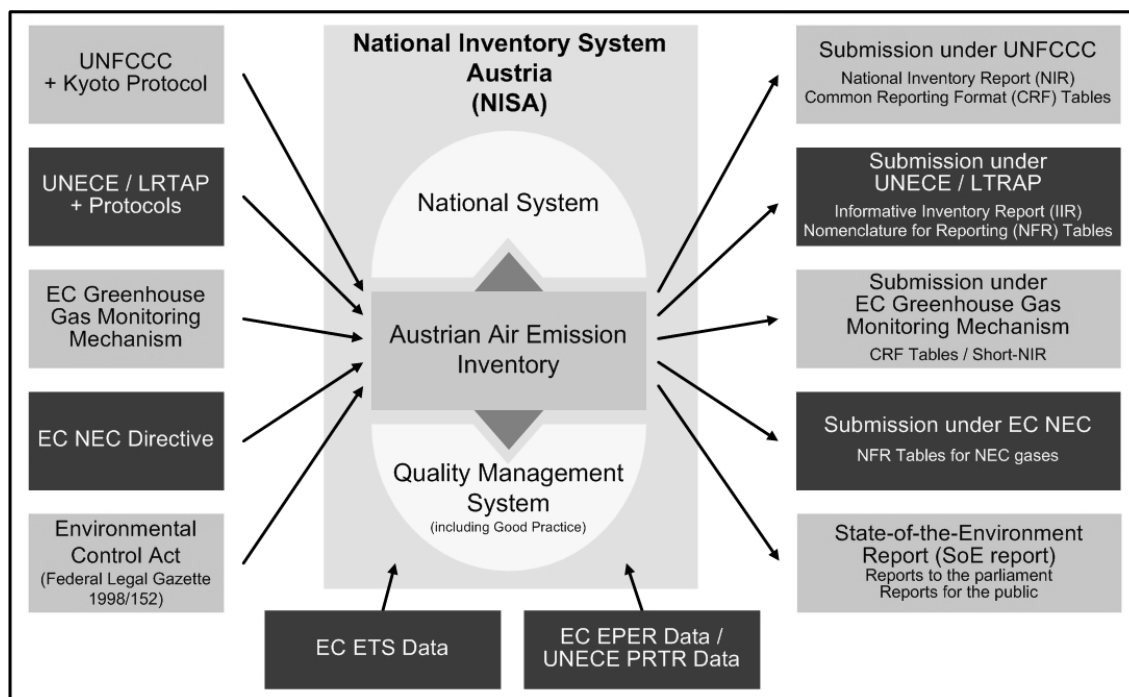 UNFCCC
+ Kyoto Protocol
UNECE / LRTAP
+ Protocols
EC Greenhouse
Gas Monitoring
Mechanism
EC NEC Directive
Environmental
Control Act
(Federal Legal Gazette
1998/152)
National Inventory System
Austria
(NISA)
National System
Austrian Air Emission
Inventory
Quality Management
System
(including Good Practice)
EC ETS Data
EC EPER Data /
UNECE PRTR Data
Submission under UNFCCC
National Inventory Report (NIR)
Common Reporting Format (CRF) Tables
Submission under
UNECE / LTRAP
Informative Inventory Report (IIR)
Nomenclature for Reporting (NFR) Tables
Submission under
EC Greenhouse Gas
Monitoring Mechanism
CRF Tables / Short-NIR
Submission under EC NEC
NFR Tables for NEC gases
State-of-the-Environment
Report (SoE report)
Reports to the parliament
Reports for the public